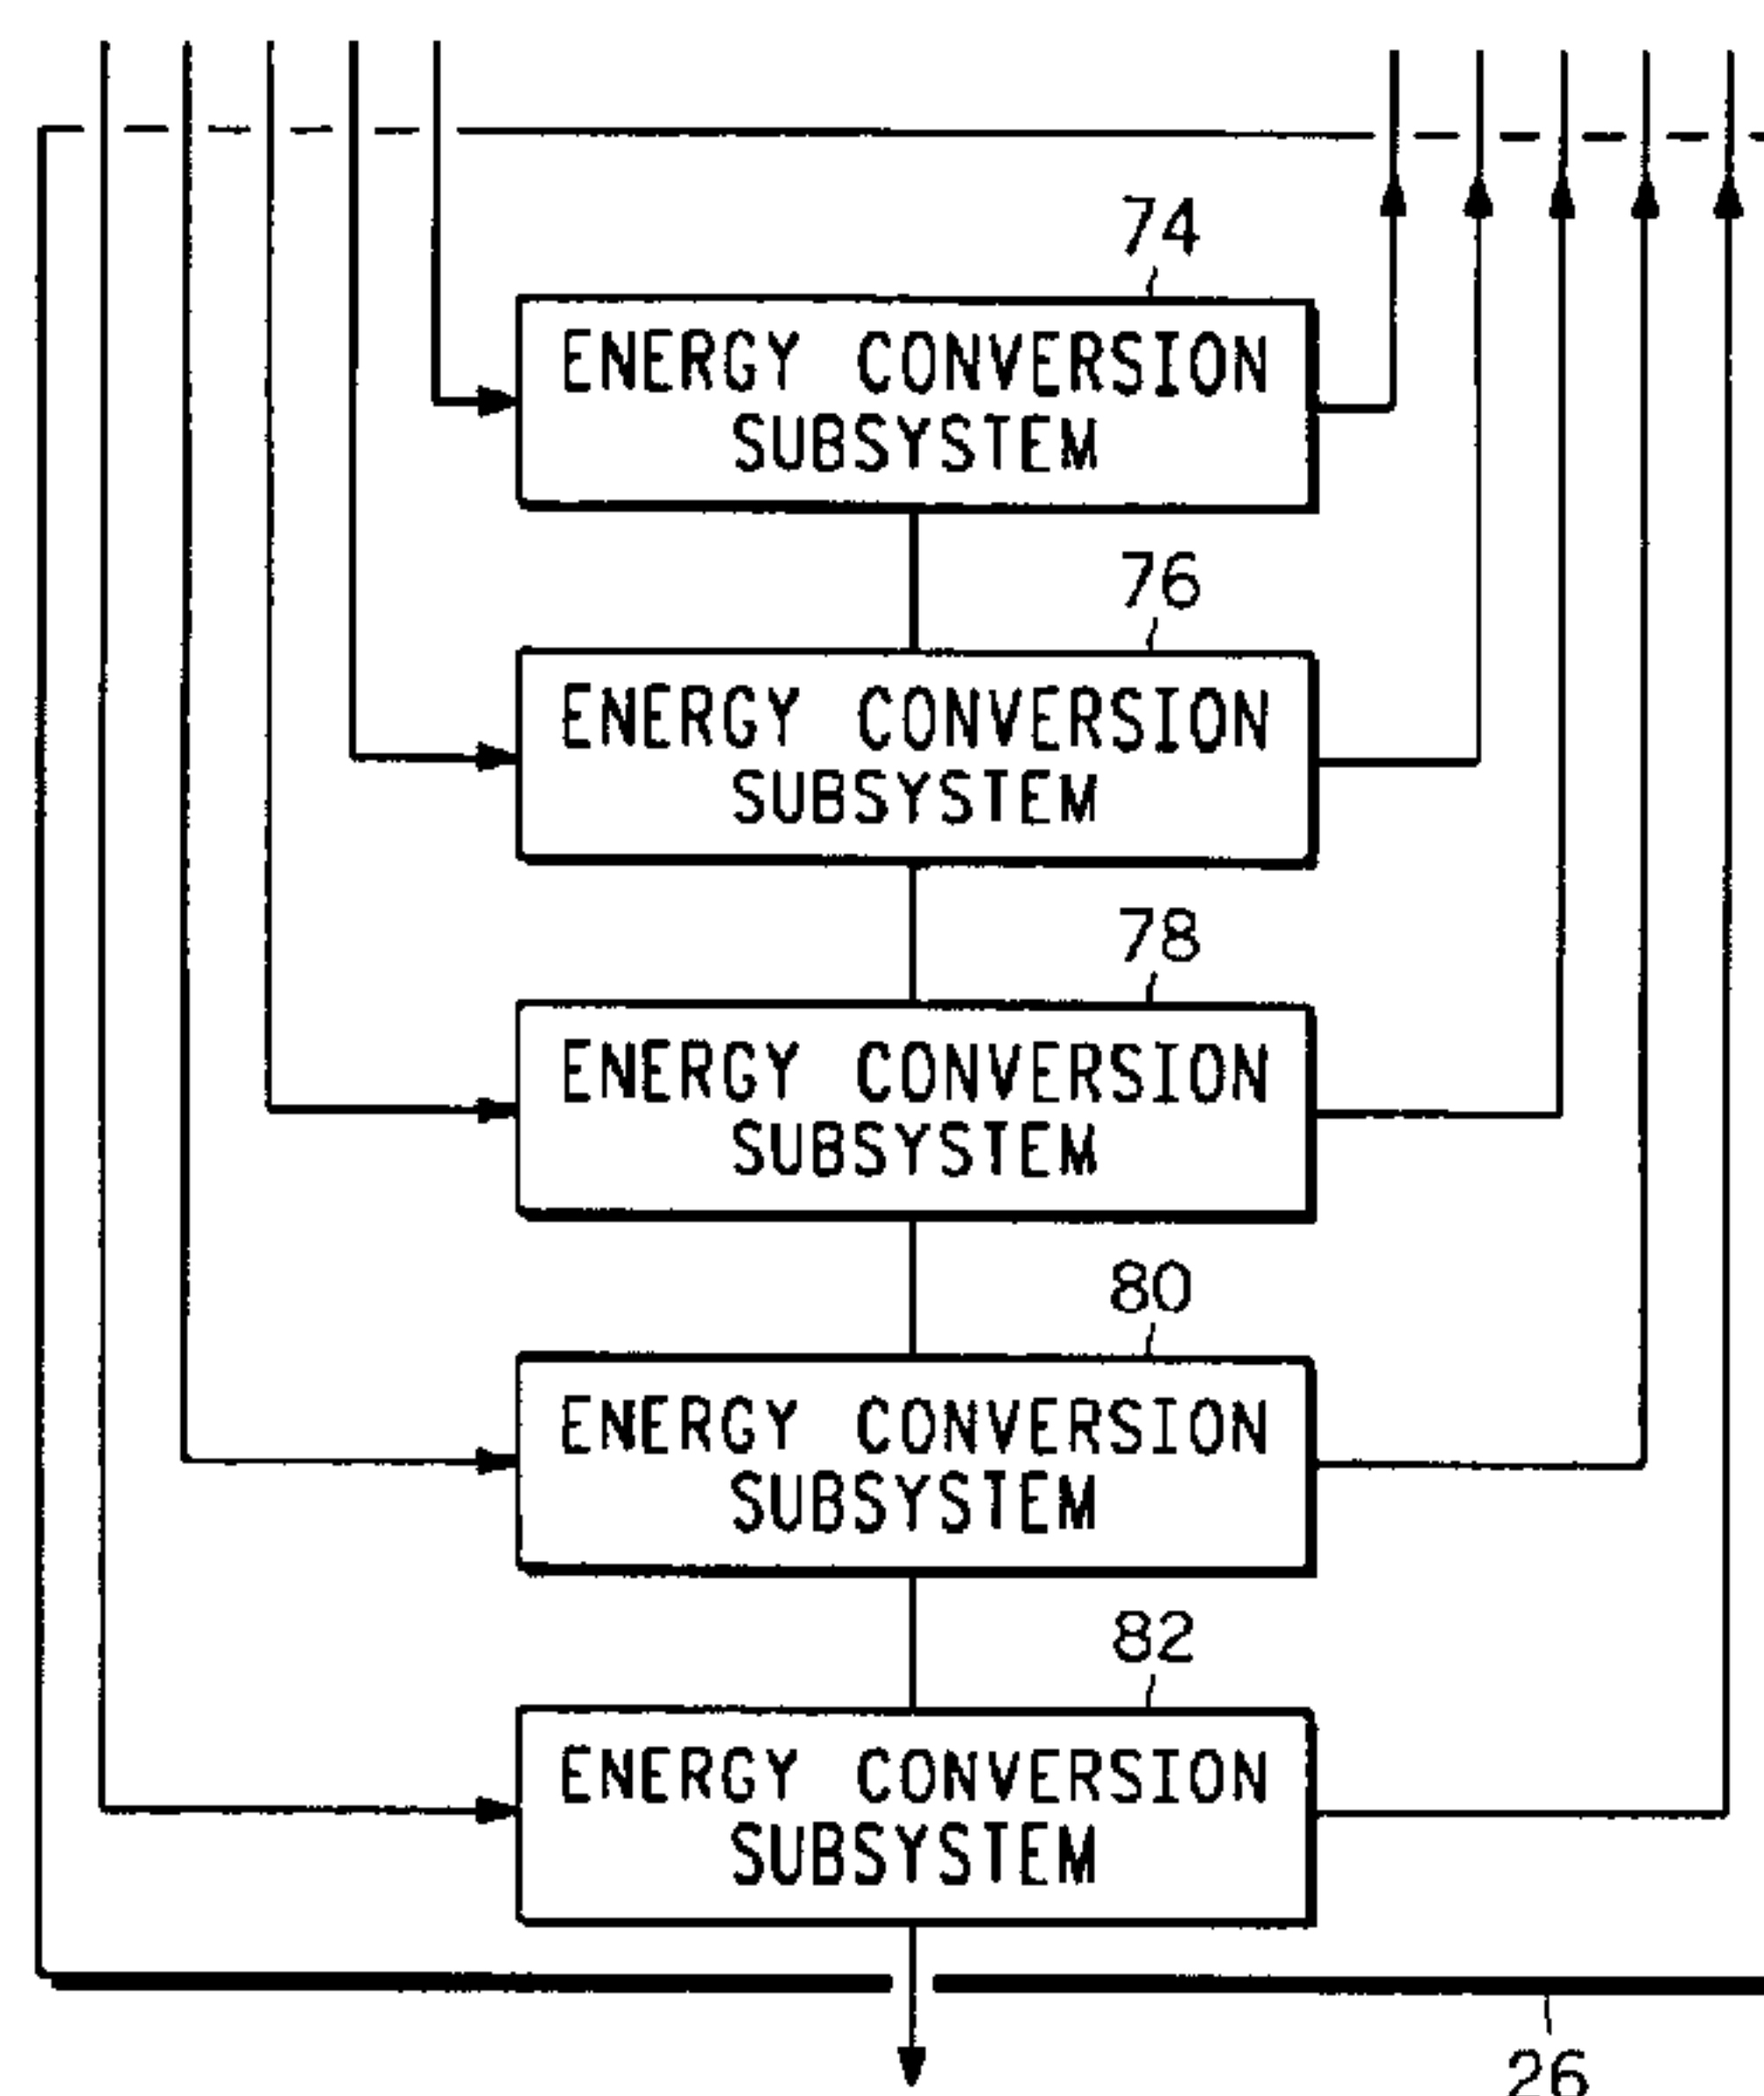 74
ENERGY CONVERSION
SUBSYSTEM
76
ENERGY CONVERSION
SUBSYSTEM
78
ENERGY CONVERSION
SUBSYSTEM
80
ENERGY CONVERSION
SUBSYSTEM
82
ENERGY CONVERSION
SUBSYSTEM
26